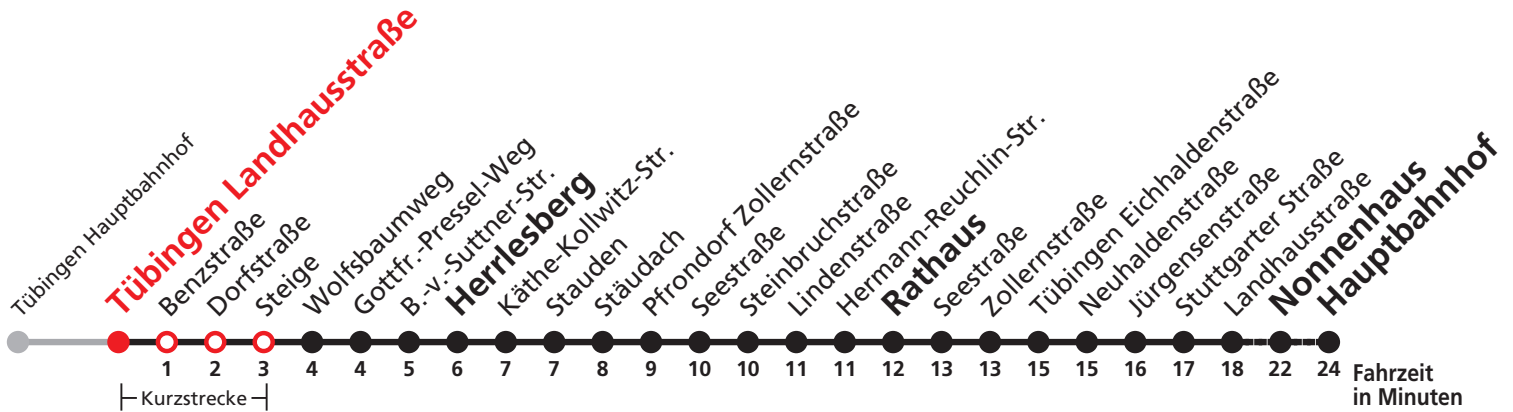 Tübingen Hauptbahnhof
Tübingen Landhausstraße
Benzstraße
Dorfstraße
Steige
Wolfsbaumweg
Gottfr.-Pressel-Weg
B.-v.-Suttner-Str.
Herrlesberg
Käthe-Kollwitz-Str.
Stauden
Stäudach
Pfrondorf Zollernstraße
Seestraße
Steinbruchstraße
Lindenstraße
Hermann-Reuchlin-Str.
Rathaus
Seestraße
Zollernstraße
Tübingen Eichhaldenstraße
Neuhaldenstraße
Jürgensenstraße
Stuttgarter Straße
Landhausstraße
Nonnenhaus
Hauptbahnhof
1 2 3 4 4 5 6 7 7 8 9 10 10 11 11 12 13 13 15 15 16 17 18 22 24 Fahrzeit
in Minuten
Kurzstrecke